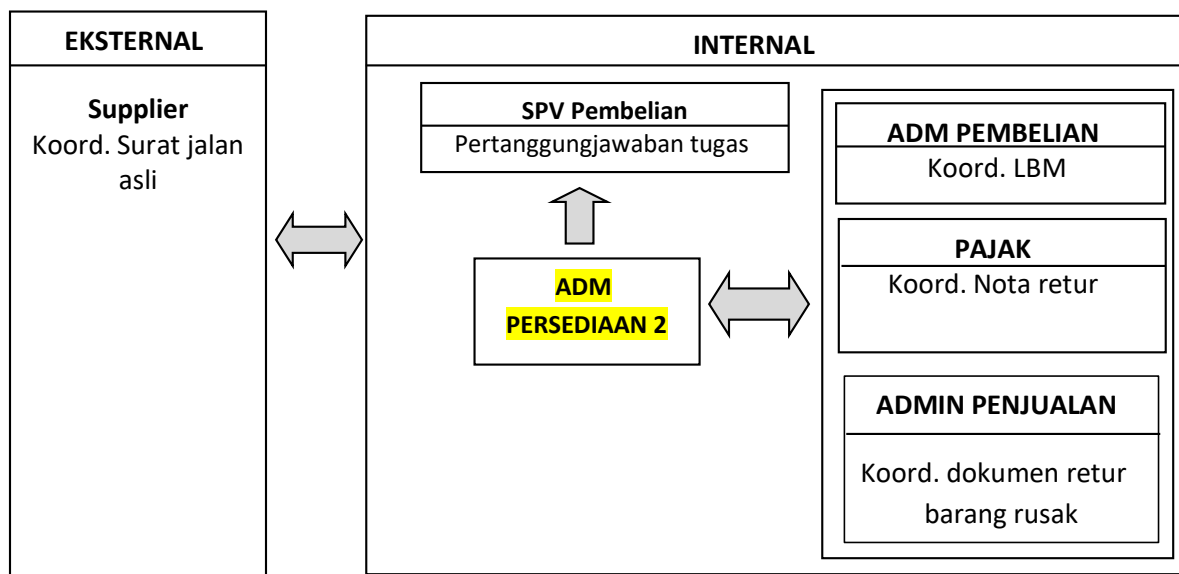 EKSTERNAL
Supplier
Koord. Surat jalan
asli
INTERNAL
SPV Pembelian
Pertanggungjawaban tugas
ADM
PERSEDIAAN 2
ADM PEMBELIAN
Koord. LBM
PAJAK
Koord. Nota retur
ADMIN PENJUALAN
Koord. dokumen retur
barang rusak